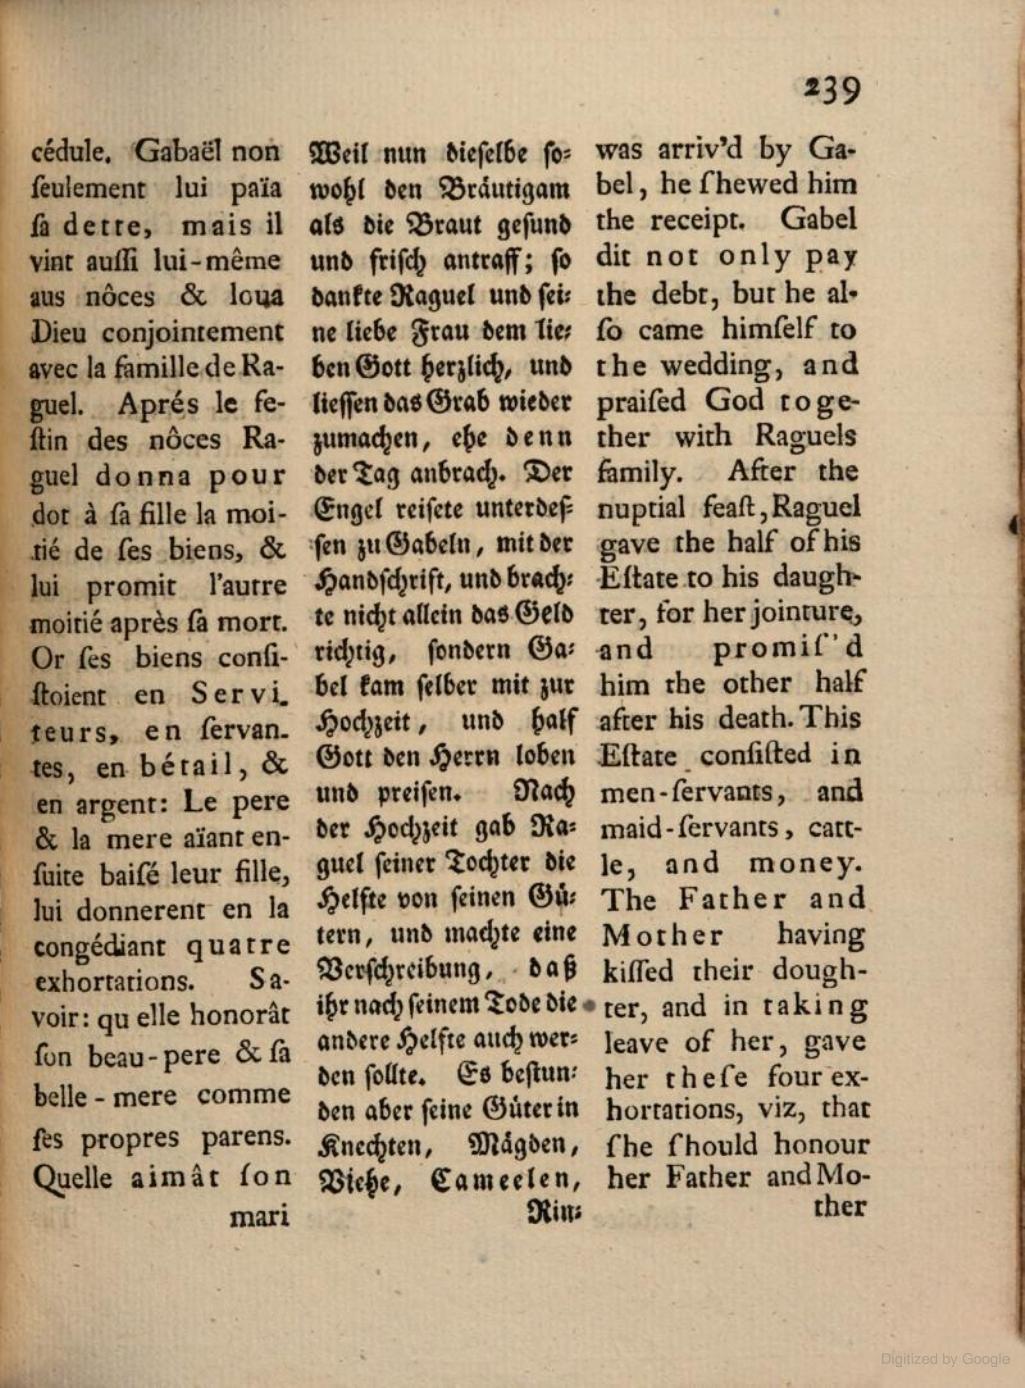 239
cédule. Gabaël non
ſeulement lui païa
ſa dette, mais il
vint auſſi lui-même
aus nôces & loua
Dieu conjointement
avec la famille de Ra-
guel. Aprés le fe-
ſtin des nôces Ra-
guel donna pour
dot à ſa fille la moi-
tié de ſes biens, &
lui promit l'autre
moitié après ſa mort.
Or ſes biens conſi-
ſtoient en Servi-
teurs, en ſervan-
tes, en bétail, &
en argent: Le pere
& la mere aïant en-
ſuite baiſé leur fille,
lui donnerent en la
congédiant quatre
exhortations. Sa-
voir: qu elle honorât
ſon beau-pere & ſa
belle-mere comme
ſes propres parens.
Quelle aimât ſon
mari
Weil nun dieſelbe ſo-
wohl den Bräutigam
als die Braut geſund
und friſch antraff; ſo
dankte Raguel und ſei-
ne liebe Frau dem lie-
ben Gott herzlich, und
lieſſen das Grab wieder
zumachen, ehe denn
der Tag anbrach. Der
Engel reiſete unterdeſ-
ſen zu Gabeln, mit der
Handſchrift, und brach-
te nicht allein das Geld
richtig, ſondern Ga-
bel kam ſelber mit zur
Hochzeit, und half
Gott den Herrn loben
und preiſen. Nach
der Hochzeit gab Ra-
guel ſeiner Tochter die
Helfte von ſeinen Gü-
tern, und machte eine
Verſchreibung, daß
ihr nach ſeinem Tode die
andere Helfte auch wer-
den ſollte. Es beſtun-
den aber ſeine Güter in
Knechten, Mägden,
Viehe, Cameelen,
Rin-
was arriv'd by Ga-
bel, he ſhewed him
the receipt. Gabel
dit not only pay
the debt, but he al-
ſo came himſelf to
the wedding, and
praiſed God toge-
ther with Raguels
family. After the
nuptial feaſt, Raguel
gave the half of his
Eſtate to his daugh-
ter, for her jointure,
and promiſ'd
him the other half
after his death. This
Eſtate conſiſted in
men-ſervants, and
maid-ſervants, catt-
le, and money.
The Father and
Mother having
kiſſed their dough-
ter, and in taking
leave of her, gave
her theſe four ex-
hortations, viz, that
ſhe ſhould honour
her Father and Mo-
ther
Digitized by Google